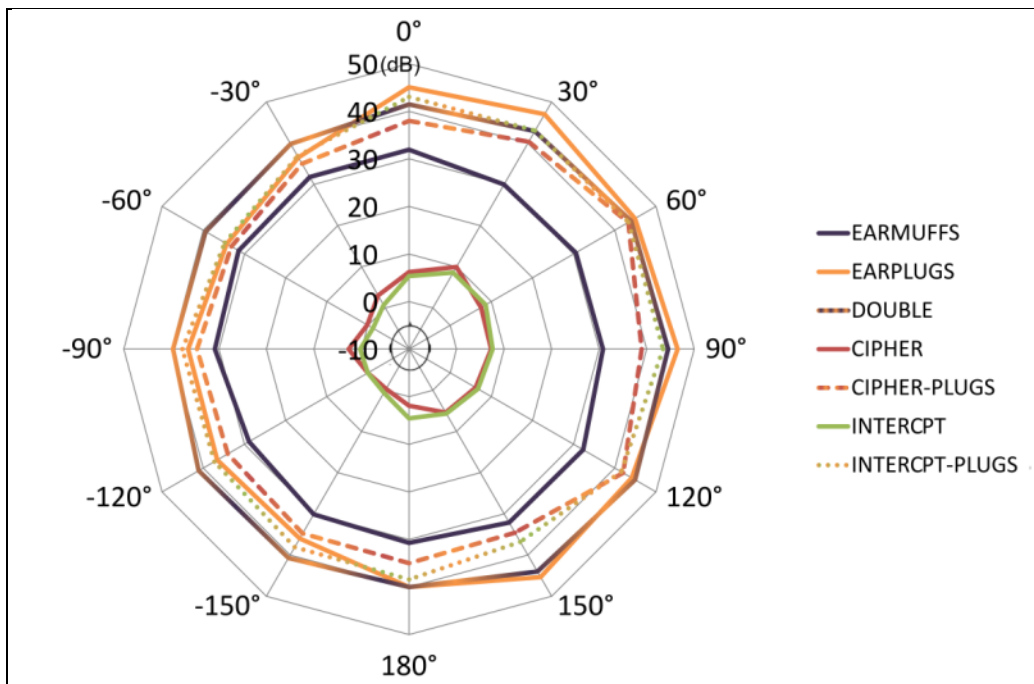 0°
50 (dB)
-30°
30°
40
30
-60°
60°
20
10
0
-90°
-10
90°
-120°
120°
-150°
150°
180°
EARMUFFS
EARPLUGS
DOUBLE
CIPHER
CIPHER-PLUGS
INTERCPT
INTERCPT-PLUGS